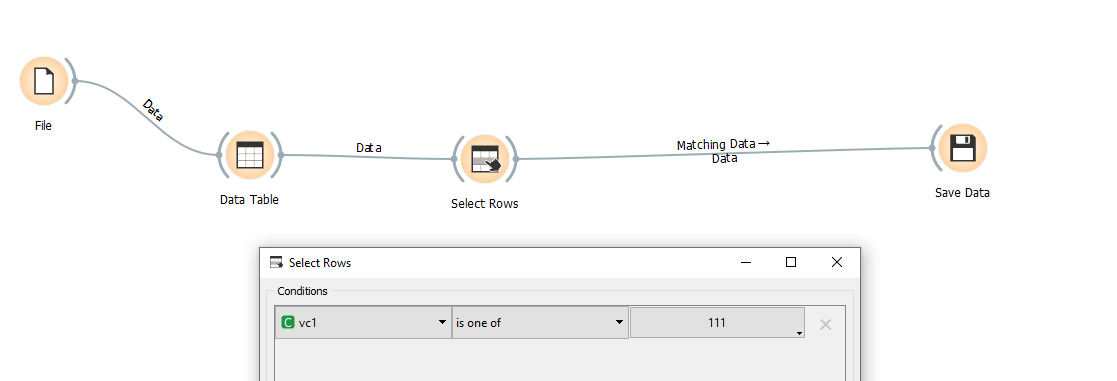 File
Data
Data Table
Data
Select Rows
Matching Data →
Data
Save Data
Select Rows
Conditions
C vc1
is one of
111